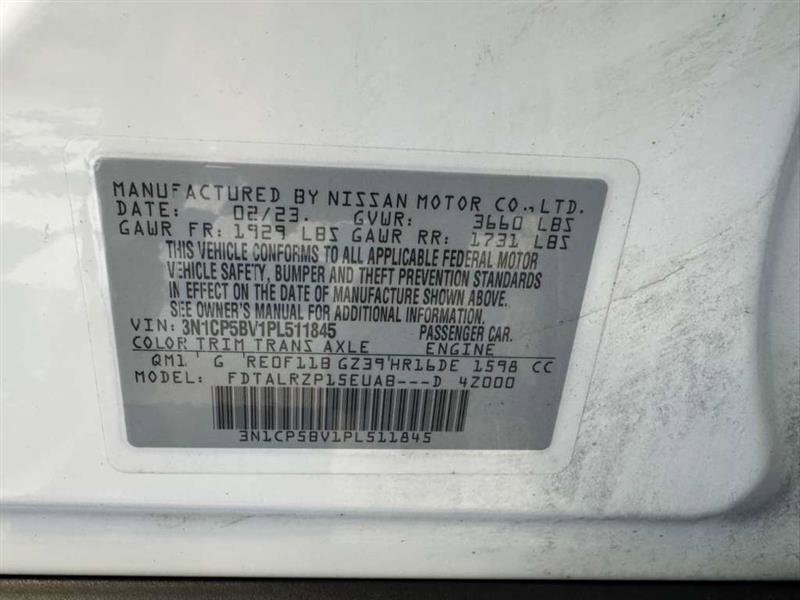 MANUFACTURED BY NISSAN MOTOR CO., LTD.
DATE: 02/23. GVWR: 3660 LBS
GAWR FR: 1929 LBS GAWR RR: 1731 LBS
THIS VEHICLE CONFORMS TO ALL APPLICABLE FEDERAL MOTOR
VEHICLE SAFETY, BUMPER AND THEFT PREVENTION STANDARDS
IN EFFECT ON THE DATE OF MANUFACTURE SHOWN ABOVE.
SEE OWNER'S MANUAL FOR ADDITIONAL INFORMATION.
VIN: 3N1CP5BV1PL511845 PASSENGER CAR.
COLOR TRIM TRANS AXLE ENGINE
QM1 G RE0F11B GZ39 HR16DE 1598 CC
MODEL: FDTALRZP15EUAB---D 4Z000
3N1CP5BV1PL511845